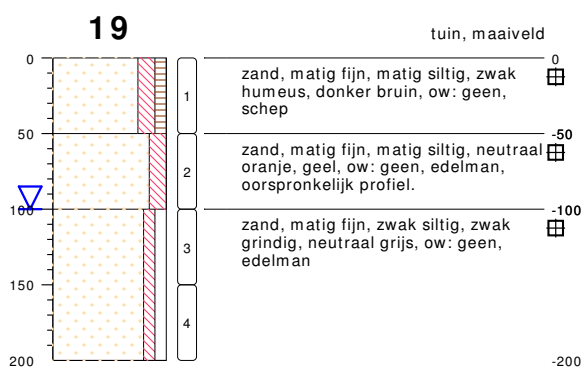 19
tuin, maaiveld
0
0
zand, matig fijn, matig siltig, zwak
humeus, donker bruin, ow: geen,
schep
1
50
-50
zand, matig fijn, matig siltig, neutraal
oranje, geel, ow: geen, edelman,
oorspronkelijk profiel.
2
100
-100
zand, matig fijn, zwak siltig, zwak
grindig, neutraal grijs, ow: geen,
edelman
3
150
4
200
-200